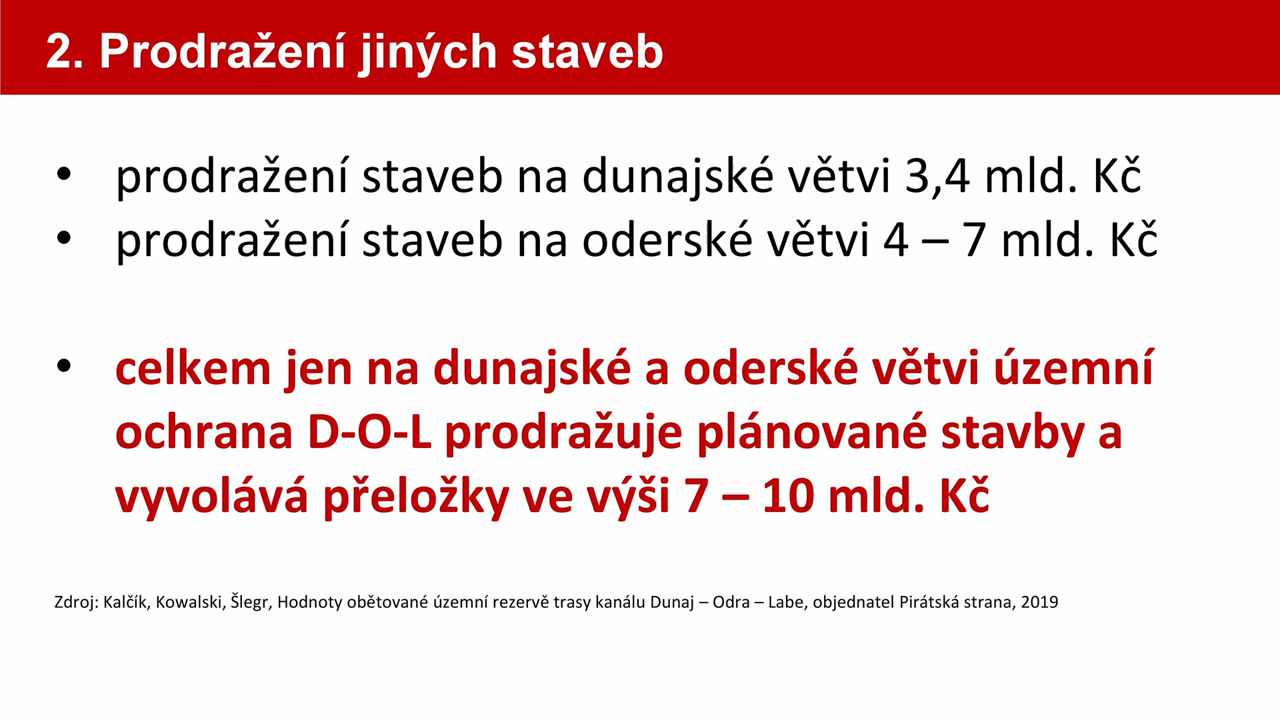 2. Prodražení jiných staveb
• prodražení staveb na dunajské větvi 3,4 mld. Kč
• prodražení staveb na oderské větvi 4 – 7 mld. Kč
• celkem jen na dunajské a oderské větvi územní
ochrana D-O-L prodražuje plánované stavby a
vyvolává přeložky ve výši 7 – 10 mld. Kč
Zdroj: Kalčík, Kowalski, Šlegr, Hodnoty obětované územní rezervě trasy kanálu Dunaj – Odra – Labe, objednatel Pirátská strana, 2019